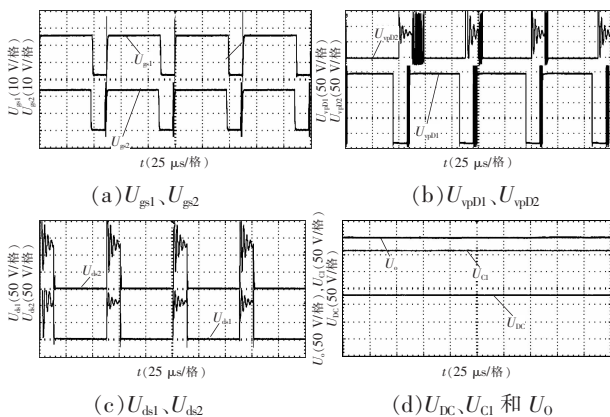 U_gs1(10 V/格)
U_gs2(10 V/格)
U_gs1
U_gs2
t(25 μs/格)
(a)U_gs1、U_gs2
U_vpD1(50 V/格)
U_vpD2(50 V/格)
U_vpD2
U_vpD1
t(25 μs/格)
(b)U_vpD1、U_vpD2
U_ds1(50 V/格)
U_ds2(50 V/格)
U_ds2
U_ds1
t(25 μs/格)
(c)U_ds1、U_ds2
U_o(50 V/格)、U_C1(50 V/格)
U_DC(50 V/格)
U_o
U_C1
U_DC
t(25 μs/格)
(d)U_DC、U_C1 和 U_O